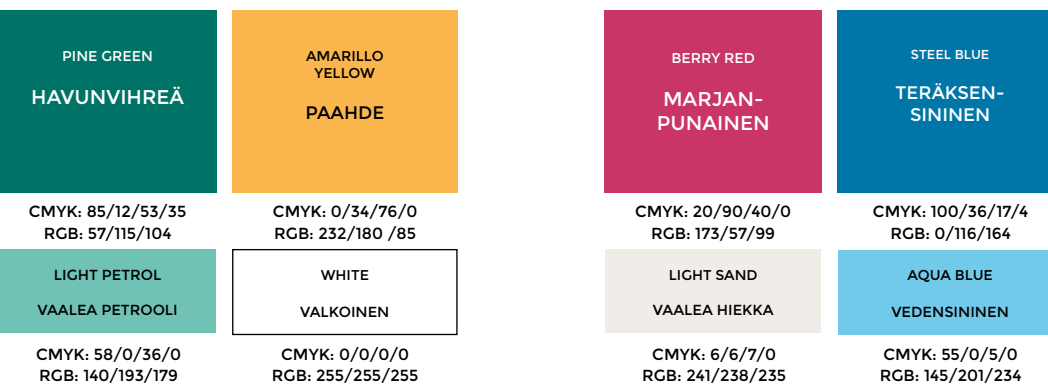 PINE GREEN
HAVUNVIHREÄ
CMYK: 85/12/53/35
RGB: 57/115/104
AMARILLO
YELLOW
PAAHDE
CMYK: 0/34/76/0
RGB: 232/180 /85
BERRY RED
MARJAN-
PUNAINEN
CMYK: 20/90/40/0
RGB: 173/57/99
STEEL BLUE
TERÄKSEN-
SININEN
CMYK: 100/36/17/4
RGB: 0/116/164
LIGHT PETROL
VAALEA PETROOLI
CMYK: 58/0/36/0
RGB: 140/193/179
WHITE
VALKOINEN
CMYK: 0/0/0/0
RGB: 255/255/255
LIGHT SAND
VAALEA HIEKKA
CMYK: 6/6/7/0
RGB: 241/238/235
AQUA BLUE
VEDENSININEN
CMYK: 55/0/5/0
RGB: 145/201/234